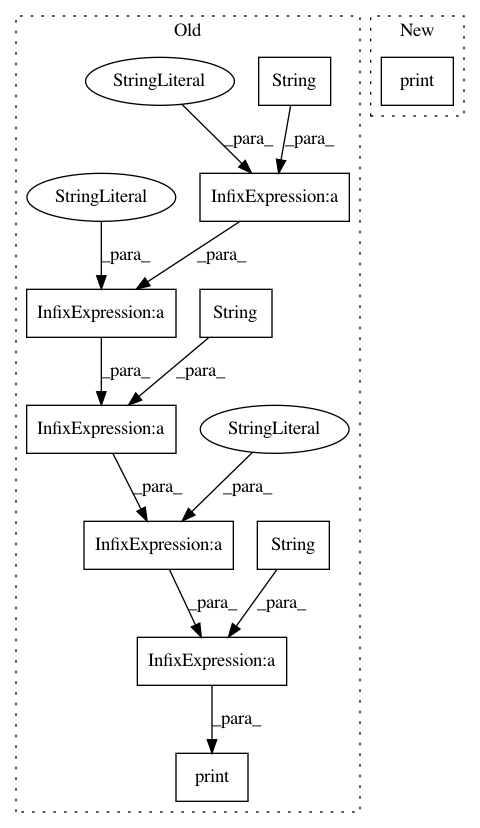 Old
New
StringLiteral
String
print
_para_
_para_
StringLiteral
InfixExpression:a
_para_
_para_
InfixExpression:a
String
_para_
_para_
InfixExpression:a
StringLiteral
_para_
_para_
InfixExpression:a
String
_para_
_para_
InfixExpression:a
_para_
print